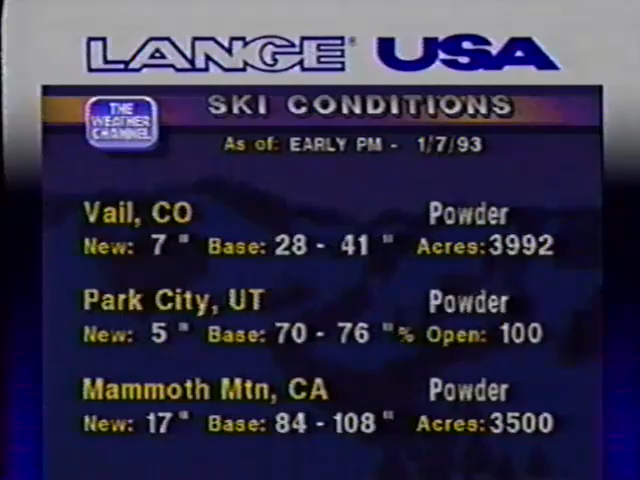 LANGE® USA
THE WEATHER CHANNEL
SKI CONDITIONS
As of: EARLY PM - 1/7/93
Vail, CO Powder
New: 7" Base: 28 - 41" Acres: 3992
Park City, UT Powder
New: 5" Base: 70 - 76" % Open: 100
Mammoth Mtn, CA Powder
New: 17" Base: 84 - 108" Acres: 3500